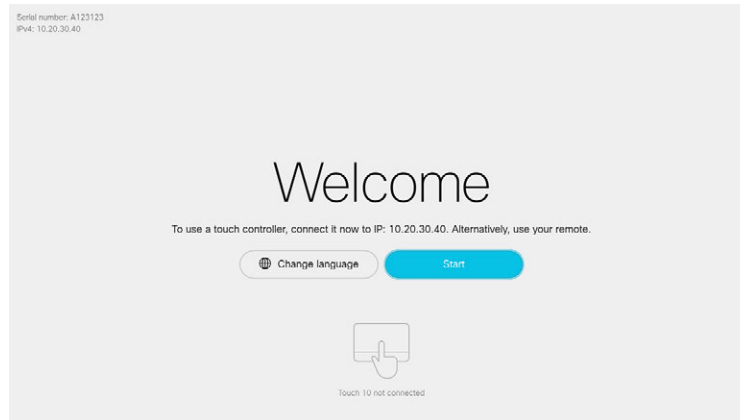 Serial number: A123123
IPv4: 10.20.30.40
Welcome
To use a touch controller, connect it now to IP: 10.20.30.40. Alternatively, use your remote.
Change language
Start
Touch 10 not connected